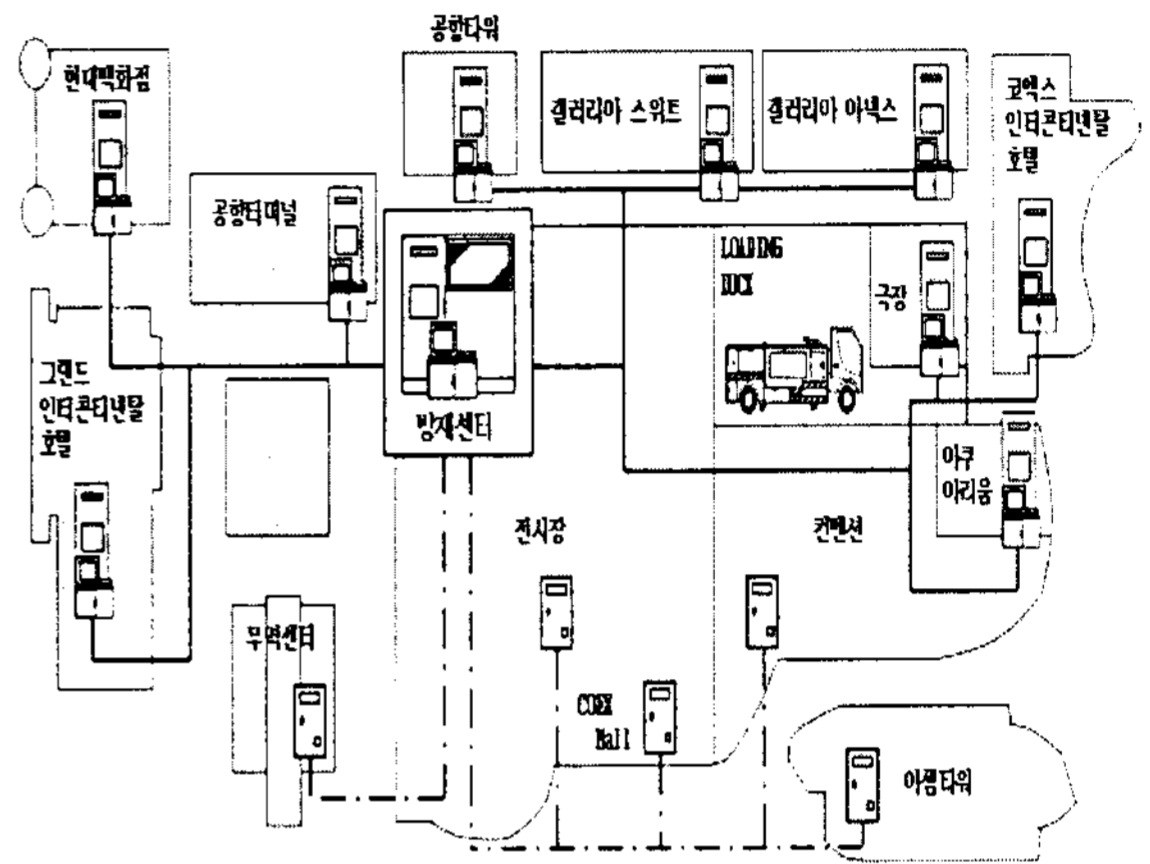 공항타워
현대백화점
갤러리아 스위트
갤러리아 아넥스
코엑스
인터콘티넨탈
호텔
공항터미널
LOADING
DOCK
극장
그랜드
인터콘티넨탈
호텔
방재센터
아쿠
아리움
전시장
컨벤션
무역센터
COEX
Mall
아셈타워